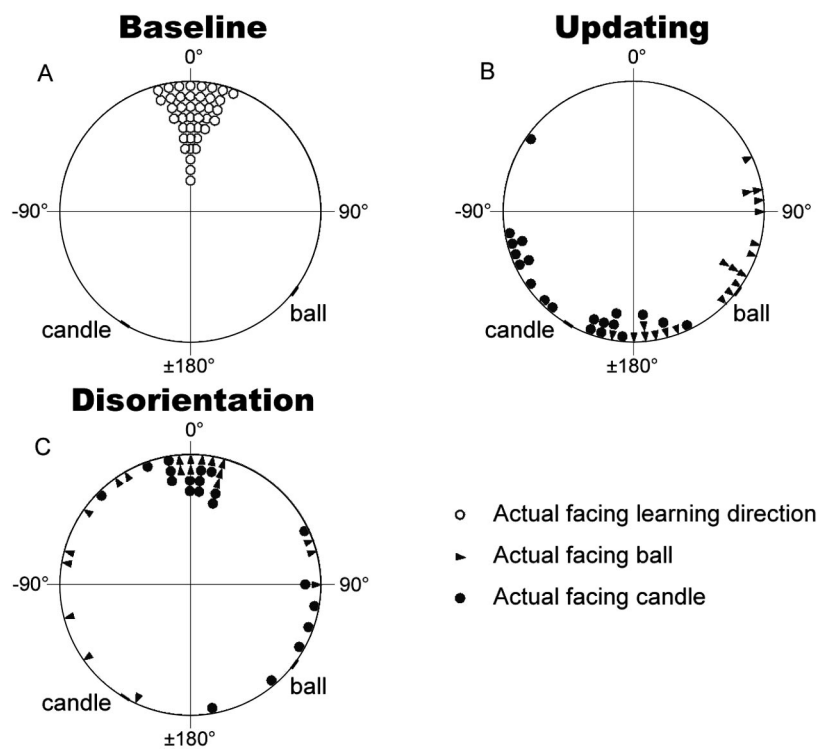 Baseline
0°
A
-90°
90°
candle
ball
±180°
Updating
0°
B
-90°
90°
candle
ball
±180°
Disorientation
0°
C
-90°
90°
candle
ball
±180°
Actual facing learning direction
Actual facing ball
Actual facing candle